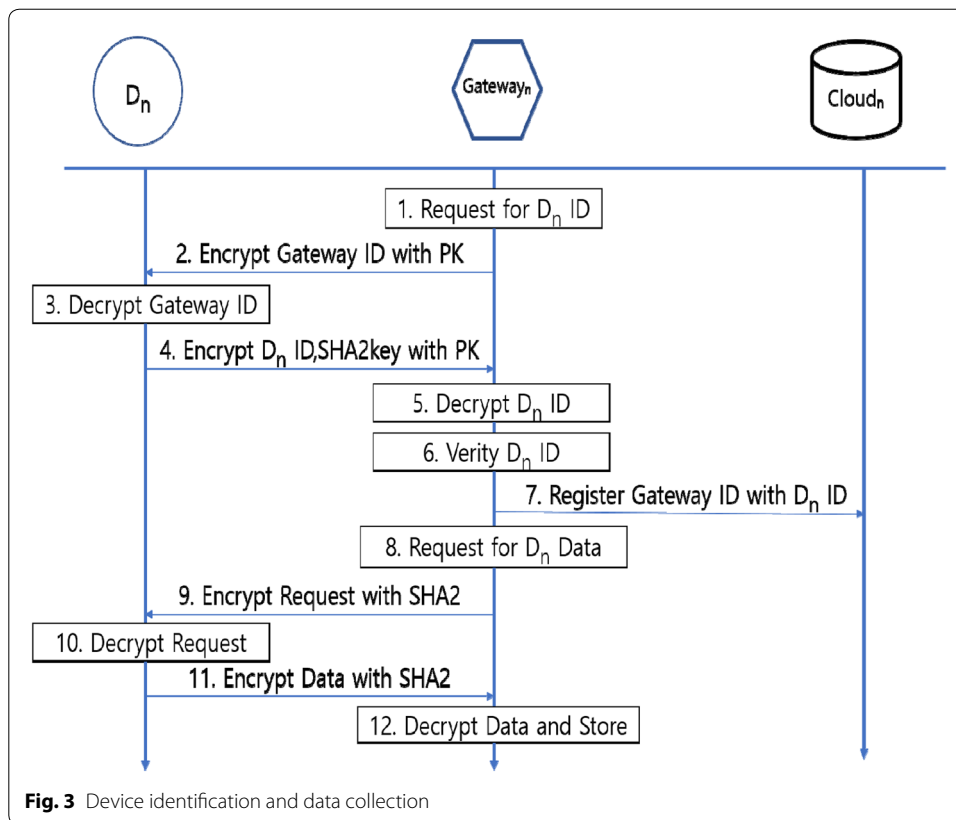 Dn
Gatewayn
Cloudn
1. Request for Dn ID
2. Encrypt Gateway ID with PK
3. Decrypt Gateway ID
4. Encrypt Dn ID,SHA2key with PK
5. Decrypt Dn ID
6. Verity Dn ID
7. Register Gateway ID with Dn ID
8. Request for Dn Data
9. Encrypt Request with SHA2
10. Decrypt Request
11. Encrypt Data with SHA2
12. Decrypt Data and Store
Fig. 3 Device identification and data collection